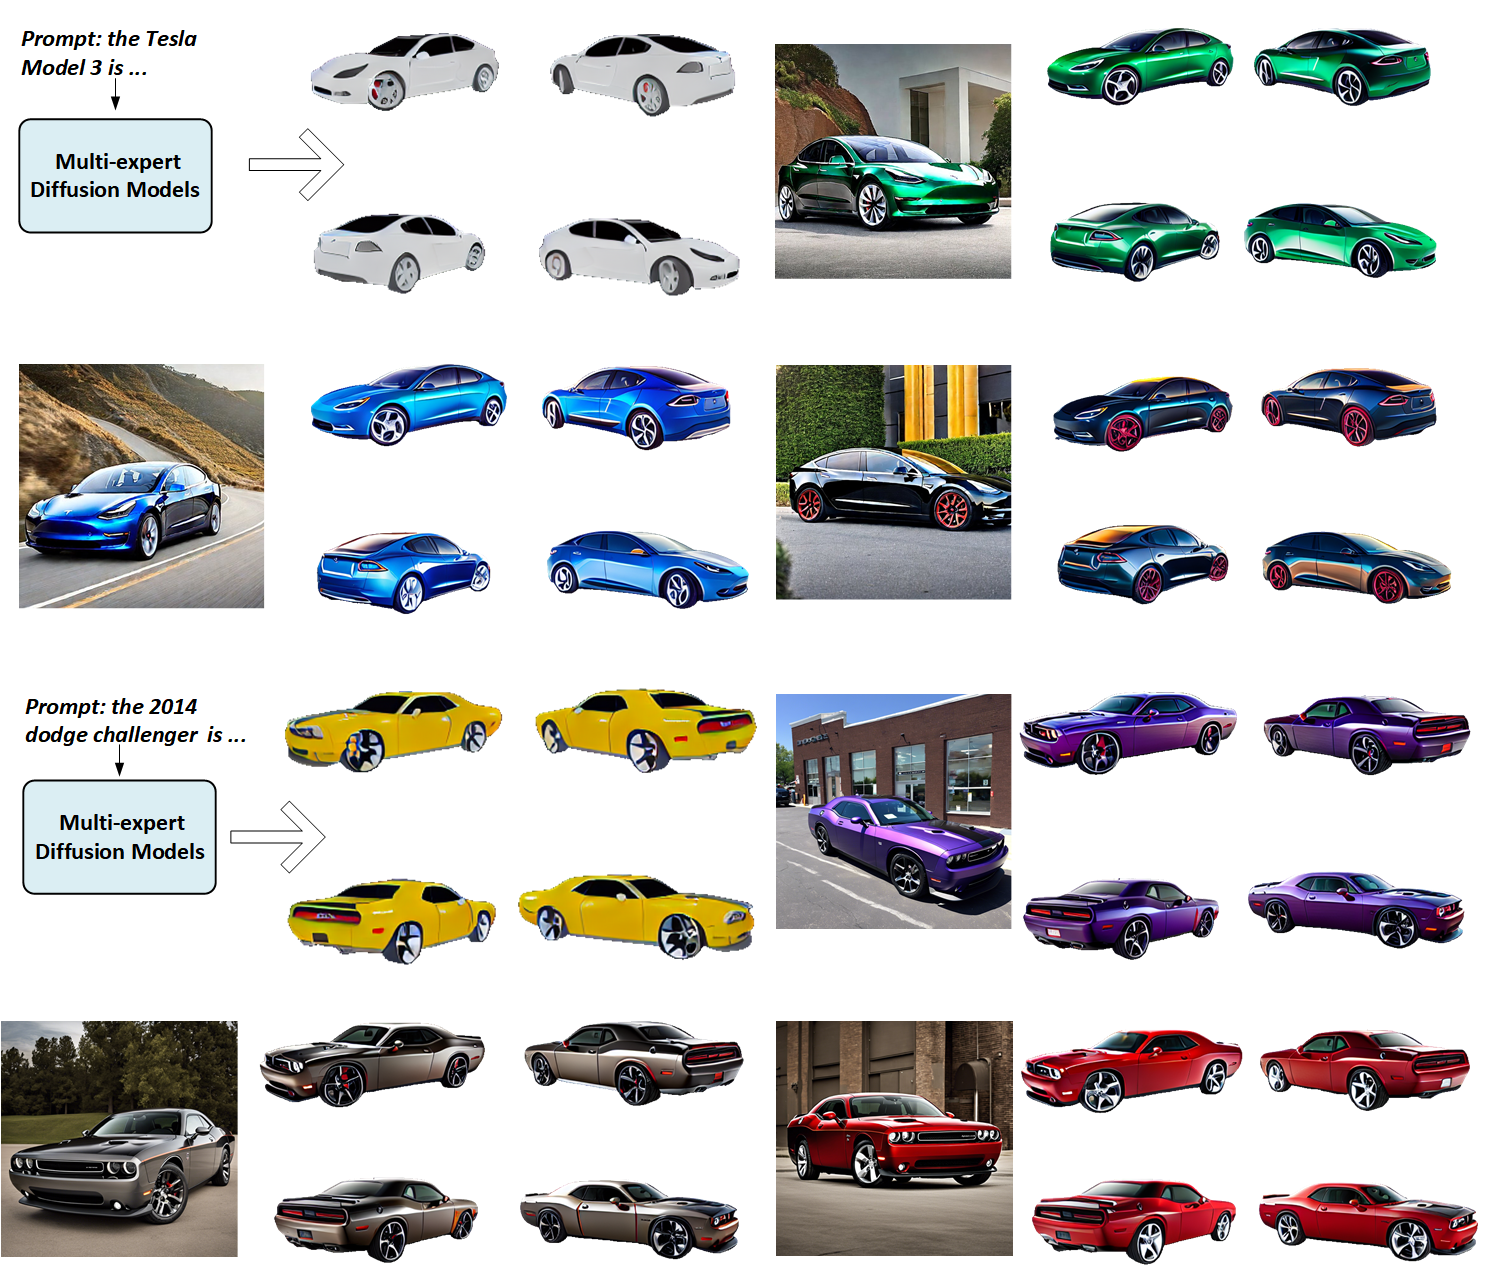 Prompt: the Tesla
Model 3 is ...
Multi-expert
Diffusion Models
Prompt: the 2014
dodge challenger is ...
Multi-expert
Diffusion Models